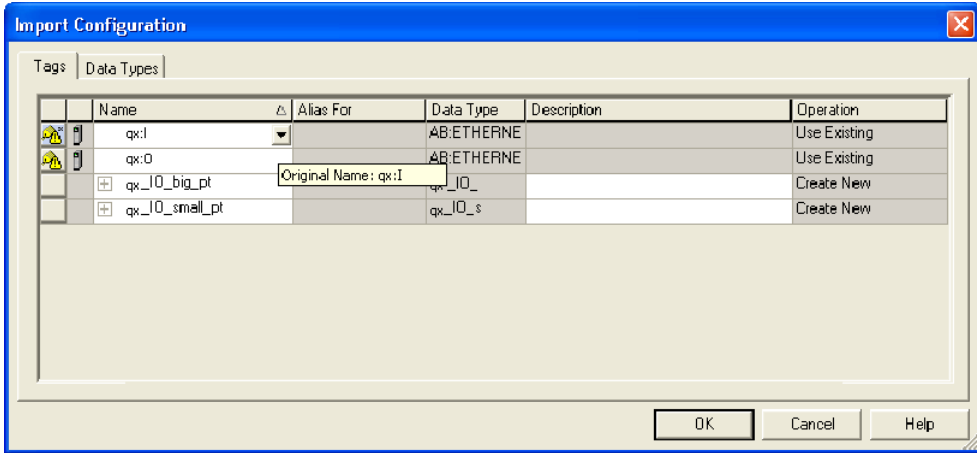 Import Configuration
Tags Data Types
Name Alias For Data Type Description Operation
qx:I AB:ETHERNE Use Existing
qx:O AB:ETHERNE Use Existing
Original Name: qx:I
qx_IO_big_pt qx_IO_ Create New
qx_IO_small_pt qx_IO_s Create New
OK Cancel Help